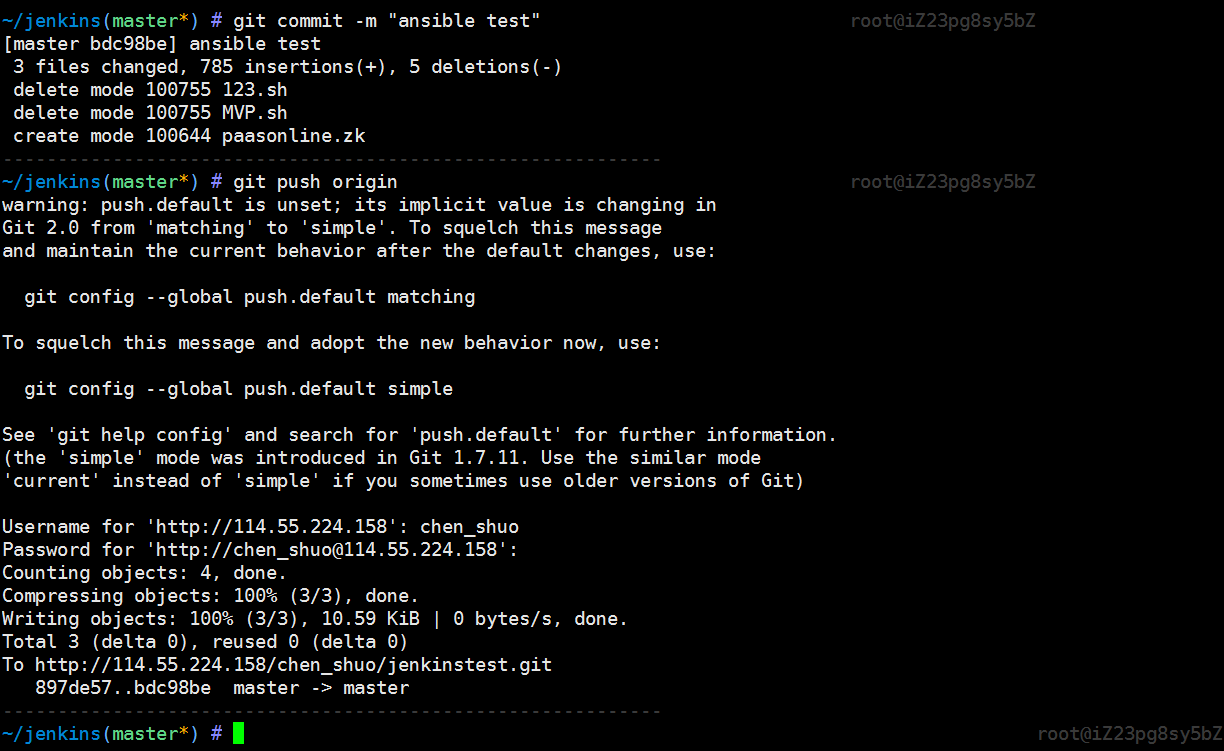 ~/jenkins(master*) # git commit -m "ansible test" root@iZ23pg8sy5bZ
[master bdc98be] ansible test
 3 files changed, 785 insertions(+), 5 deletions(-)
 delete mode 100755 123.sh
 delete mode 100755 MVP.sh
 create mode 100644 paasonline.zk
------------------------------------------------------------
~/jenkins(master*) # git push origin root@iZ23pg8sy5bZ
warning: push.default is unset; its implicit value is changing in
Git 2.0 from 'matching' to 'simple'. To squelch this message
and maintain the current behavior after the default changes, use:

  git config --global push.default matching

To squelch this message and adopt the new behavior now, use:

  git config --global push.default simple

See 'git help config' and search for 'push.default' for further information.
(the 'simple' mode was introduced in Git 1.7.11. Use the similar mode
'current' instead of 'simple' if you sometimes use older versions of Git)

Username for 'http://114.55.224.158': chen_shuo
Password for 'http://chen_shuo@114.55.224.158':
Counting objects: 4, done.
Compressing objects: 100% (3/3), done.
Writing objects: 100% (3/3), 10.59 KiB | 0 bytes/s, done.
Total 3 (delta 0), reused 0 (delta 0)
To http://114.55.224.158/chen_shuo/jenkinstest.git
   897de57..bdc98be  master -> master
------------------------------------------------------------
~/jenkins(master*) # root@iZ23pg8sy5bZ